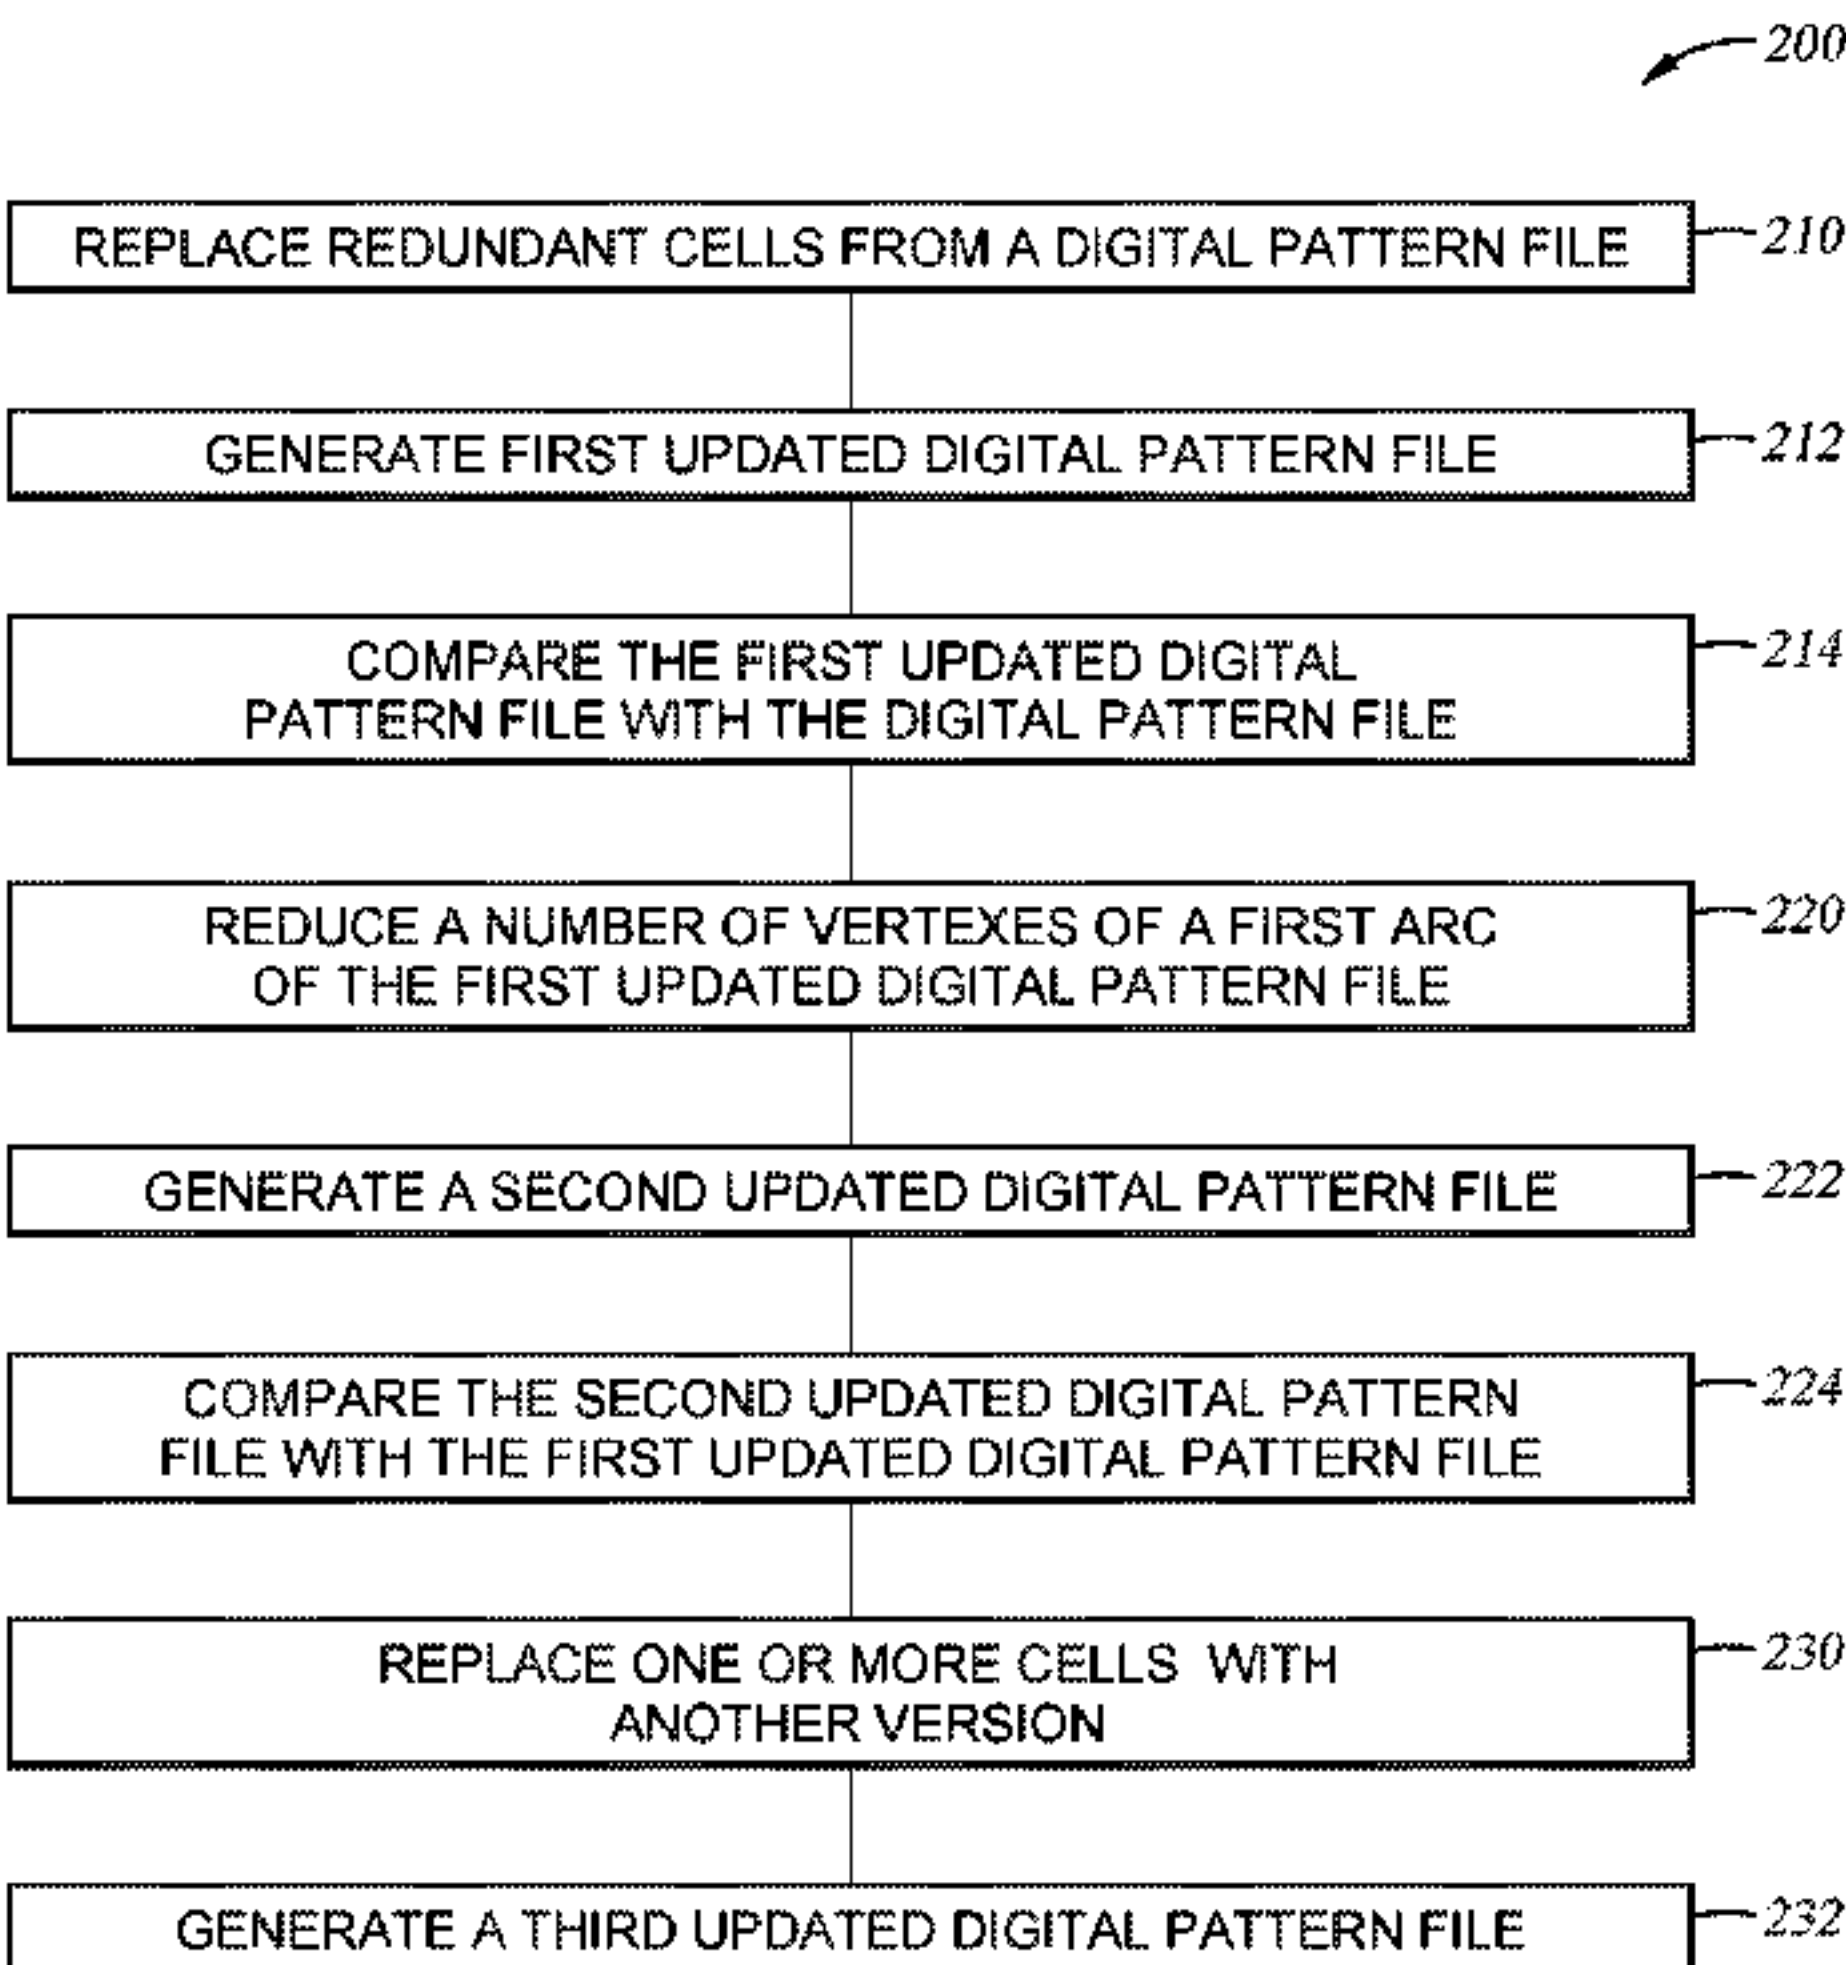 200
REPLACE REDUNDANT CELLS FROM A DIGITAL PATTERN FILE
210
GENERATE FIRST UPDATED DIGITAL PATTERN FILE
212
COMPARE THE FIRST UPDATED DIGITAL
PATTERN FILE WITH THE DIGITAL PATTERN FILE
214
REDUCE A NUMBER OF VERTEXES OF A FIRST ARC
OF THE FIRST UPDATED DIGITAL PATTERN FILE
220
GENERATE A SECOND UPDATED DIGITAL PATTERN FILE
222
COMPARE THE SECOND UPDATED DIGITAL PATTERN
FILE WITH THE FIRST UPDATED DIGITAL PATTERN FILE
224
REPLACE ONE OR MORE CELLS WITH
ANOTHER VERSION
230
GENERATE A THIRD UPDATED DIGITAL PATTERN FILE
232